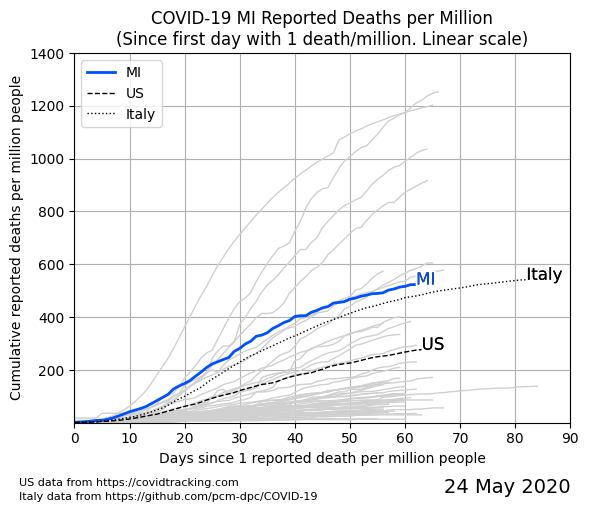 COVID-19 MI Reported Deaths per Million
(Since first day with 1 death/million. Linear scale)
Cumulative reported deaths per million people
1400
1200
1000
800
600
400
200
MI
US
Italy
MI
Italy
US
0 10 20 30 40 50 60 70 80 90
Days since 1 reported death per million people
US data from https://covidtracking.com
Italy data from https://github.com/pcm-dpc/COVID-19
24 May 2020